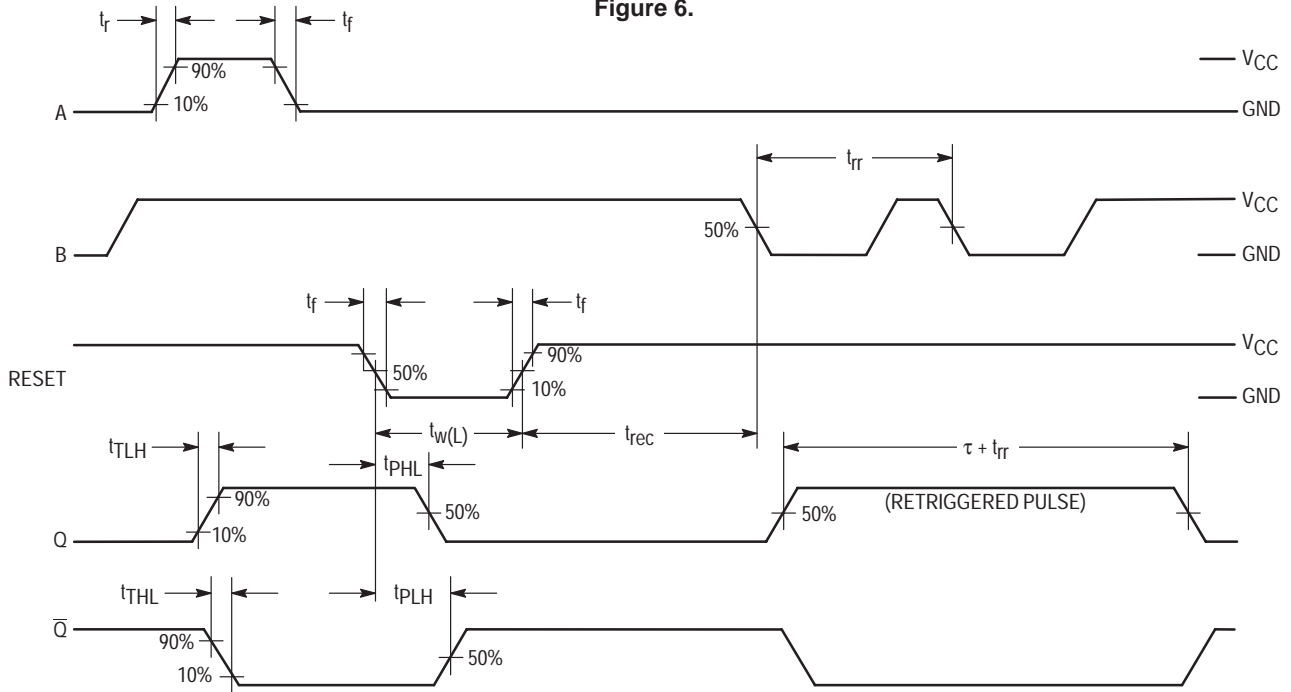 Figure 6.
tr
tf
VCC
90%
10%
A
GND
trr
VCC
50%
B
GND
tf
tf
VCC
90%
50%
RESET
10%
GND
tw(L)
trec
tTLH
τ + trr
tPHL
90%
(RETRIGGERED PULSE)
50%
50%
10%
Q
tTHL
tPLH
Q̅
90%
50%
10%